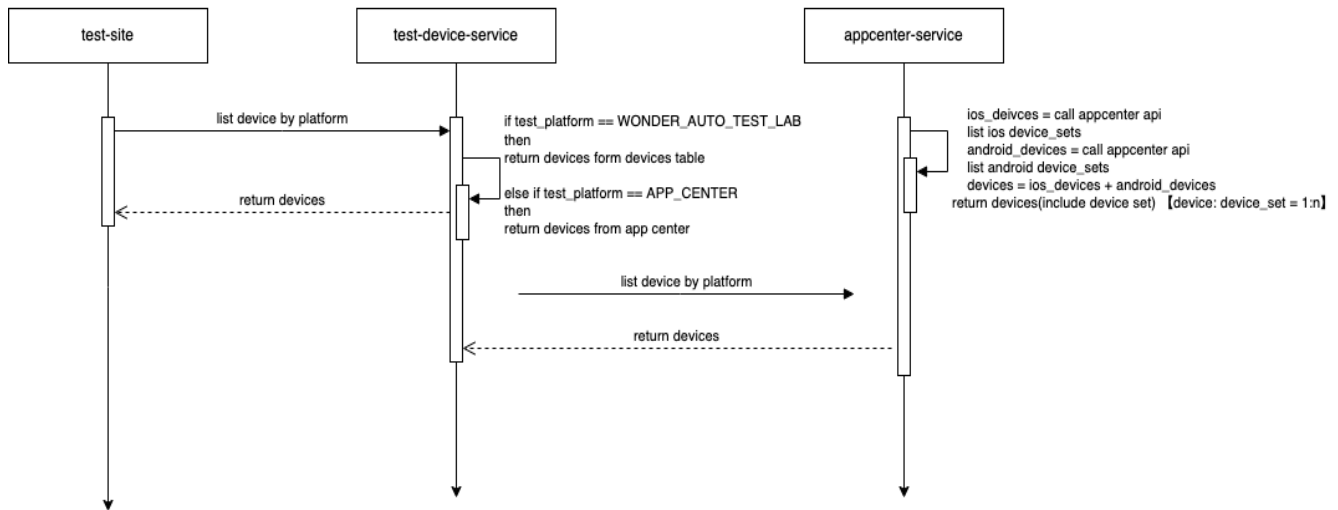 test-site
test-device-service
appcenter-service
list device by platform
if test_platform == WONDER_AUTO_TEST_LAB
then
return devices form devices table
else if test_platform == APP_CENTER
then
return devices from app center
return devices
ios_deivces = call appcenter api
list ios device_sets
android_devices = call appcenter api
list android device_sets
devices = ios_devices + android_devices
return devices(include device set) 【device: device_set = 1:n】
list device by platform
return devices